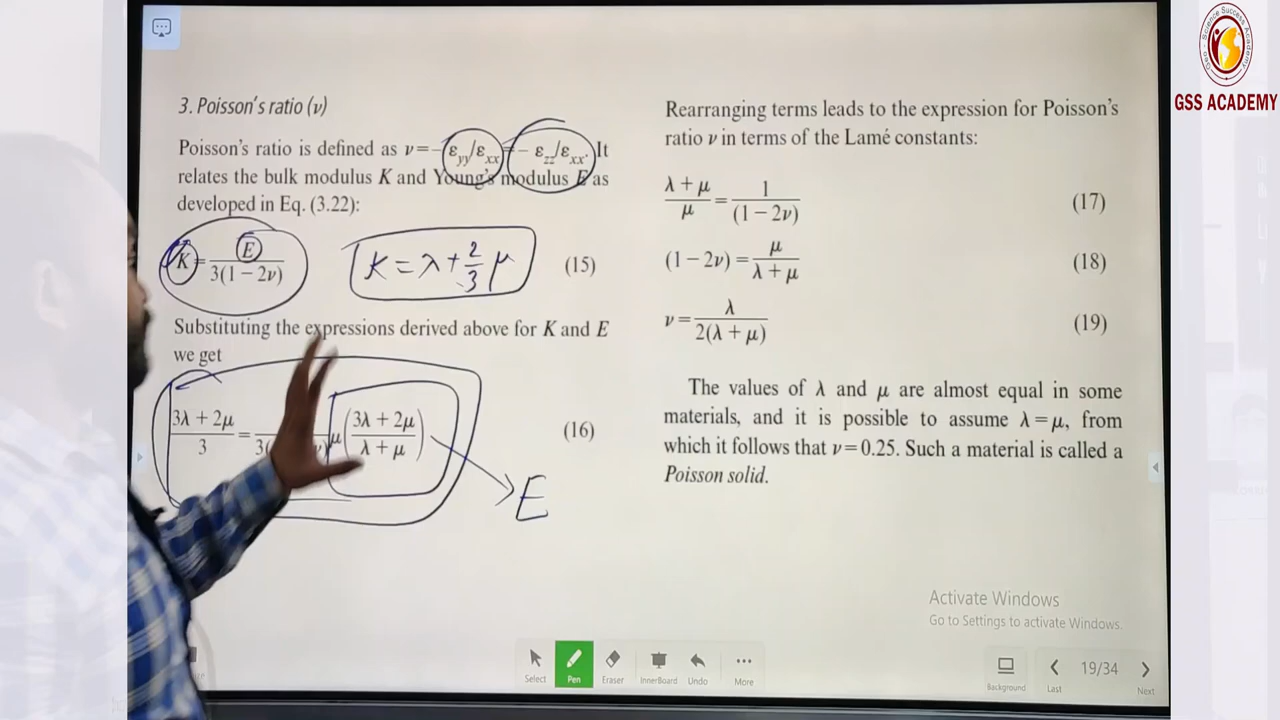 3. Poisson's ratio (ν)
Poisson's ratio is defined as ν=−ε_yy/ε_xx=−ε_zz/ε_xx. It
relates the bulk modulus K and Young's modulus E as
developed in Eq. (3.22):
K = E / 3(1 − 2ν) K = λ + 2/3 μ (15)
Substituting the expressions derived above for K and E
we get
(3λ + 2μ) / 3 = 3( ν) μ((3λ + 2μ) / (λ + μ)) (16)
E
Rearranging terms leads to the expression for Poisson's
ratio ν in terms of the Lamé constants:
(λ + μ) / μ = 1 / (1 − 2ν) (17)
(1 − 2ν) = μ / (λ + μ) (18)
ν = λ / 2(λ + μ) (19)
The values of λ and μ are almost equal in some
materials, and it is possible to assume λ=μ, from
which it follows that ν=0.25. Such a material is called a
Poisson solid.
Activate Windows
Go to Settings to activate Windows.
Select Pen Eraser InnerBoard Undo More
Background Last 19/34 Next
Geo - Science Success Academy
GSS ACADEMY